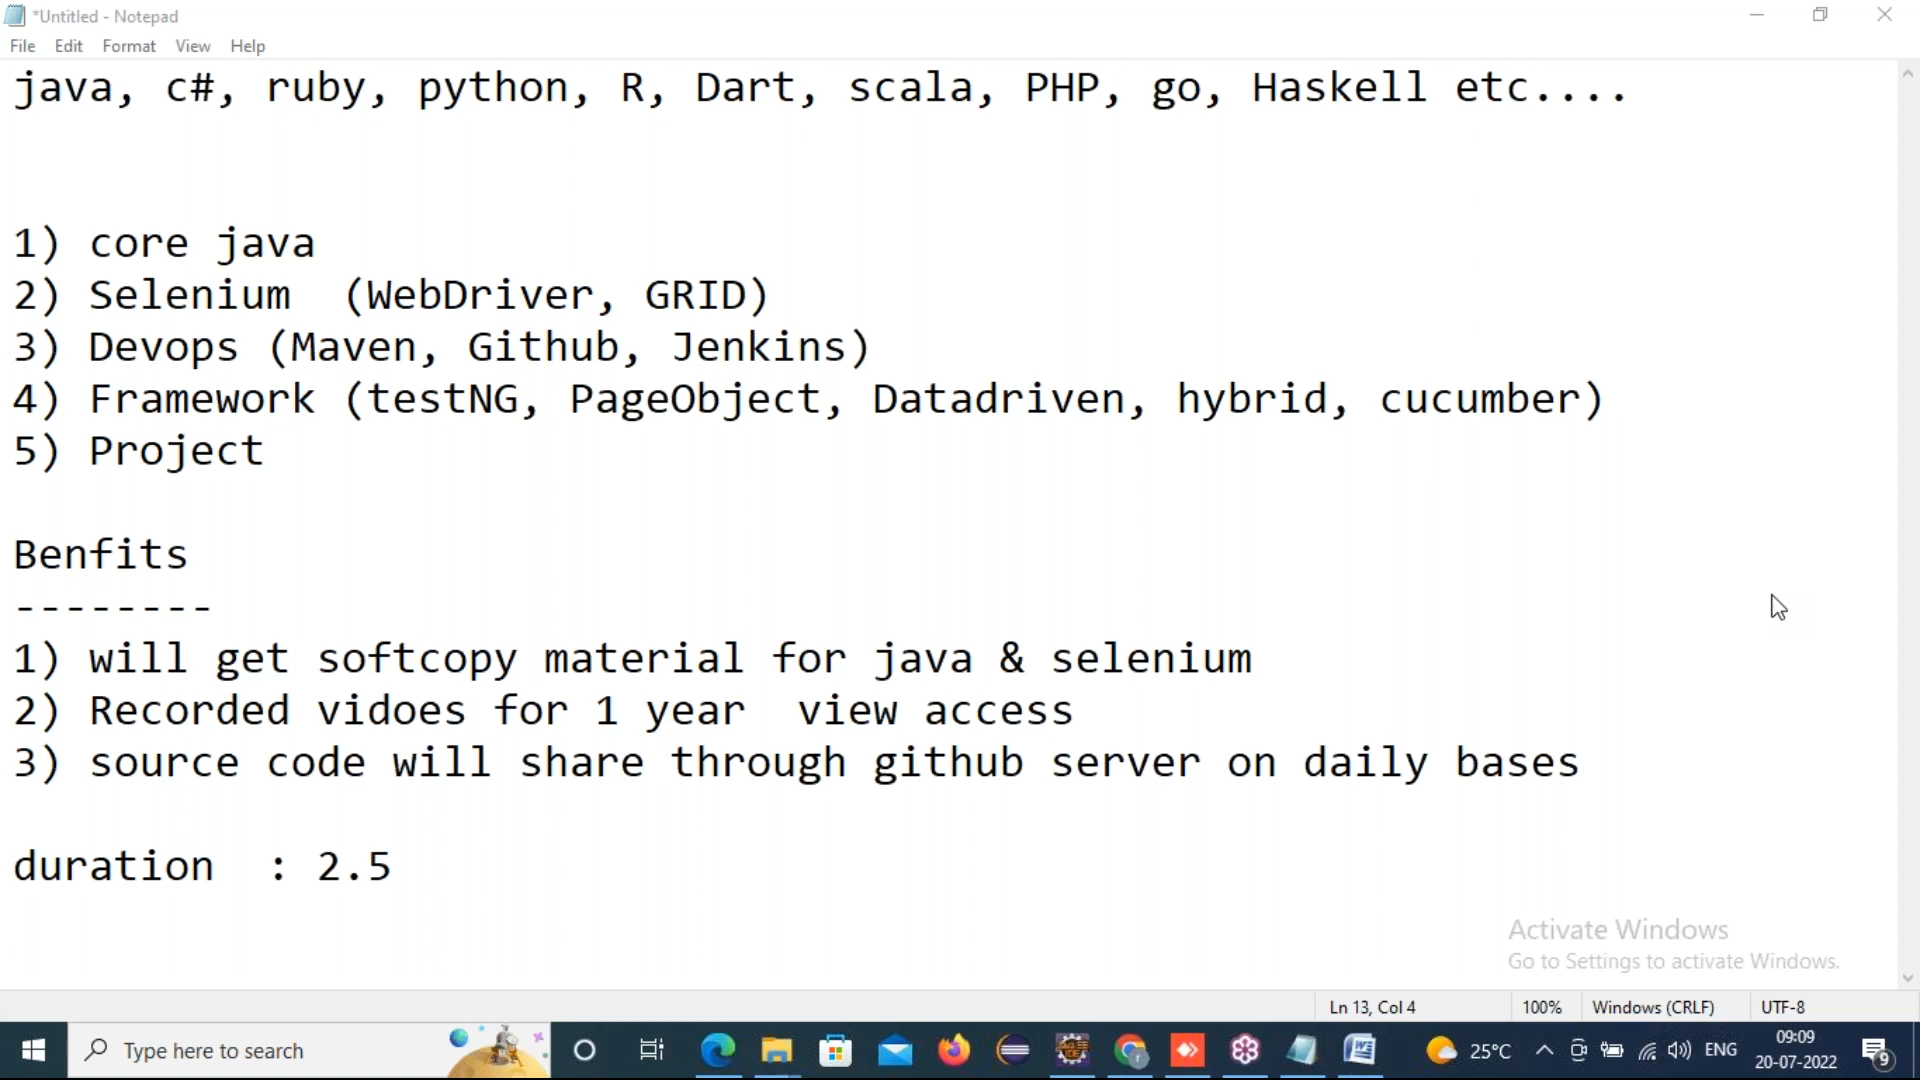 *Untitled - Notepad
File Edit Format View Help
java, c#, ruby, python, R, Dart, scala, PHP, go, Haskell etc....
1) core java
2) Selenium  (WebDriver, GRID)
3) Devops (Maven, Github, Jenkins)
4) Framework (testNG, PageObject, Datadriven, hybrid, cucumber)
5) Project
Benfits
--------
1) will get softcopy material for java & selenium
2) Recorded vidoes for 1 year  view access
3) source code will share through github server on daily bases
duration  : 2.5
Activate Windows
Go to Settings to activate Windows.
Ln 13, Col 4 100% Windows (CRLF) UTF-8
Type here to search 25°C ENG 09:09
20-07-2022 9